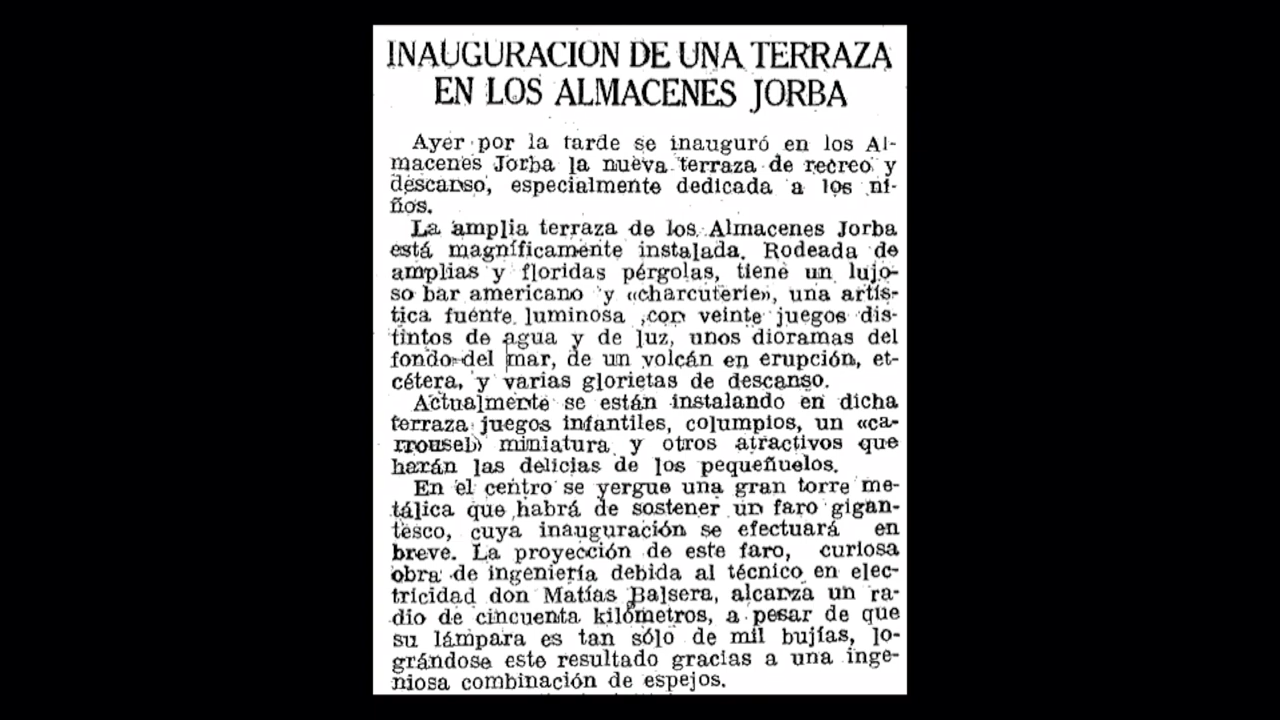 INAUGURACION DE UNA TERRAZA
EN LOS ALMACENES JORBA
Ayer por la tarde se inauguró en los Al-
macenes Jorba la nueva terraza de recreo y
descanso, especialmente dedicada a los ni-
ños.
La amplia terraza de los Almacenes Jorba
está magníficamente instalada. Rodeada de
amplias y floridas pérgolas, tiene un lujo-
so bar americano y «charcuterie», una artís-
tica fuente luminosa con veinte juegos dis-
tintos de agua y de luz, unos dioramas del
fondo del mar, de un volcán en erupción, et-
cétera, y varias glorietas de descanso.
Actualmente se están instalando en dicha
terraza juegos infantiles, columpios, un «ca-
rrousel» miniatura y otros atractivos que
harán las delicias de los pequeñuelos.
En el centro se yergue una gran torre me-
tálica que habrá de sostener un faro gigan-
tesco, cuya inauguración se efectuará en
breve. La proyección de este faro, curiosa
obra de ingeniería debida al técnico en elec-
tricidad don Matías Balsera, alcanza un ra-
dio de cincuenta kilómetros, a pesar de que
su lámpara es tan sólo de mil bujías, lo-
grándose este resultado gracias a una inge-
niosa combinación de espejos.